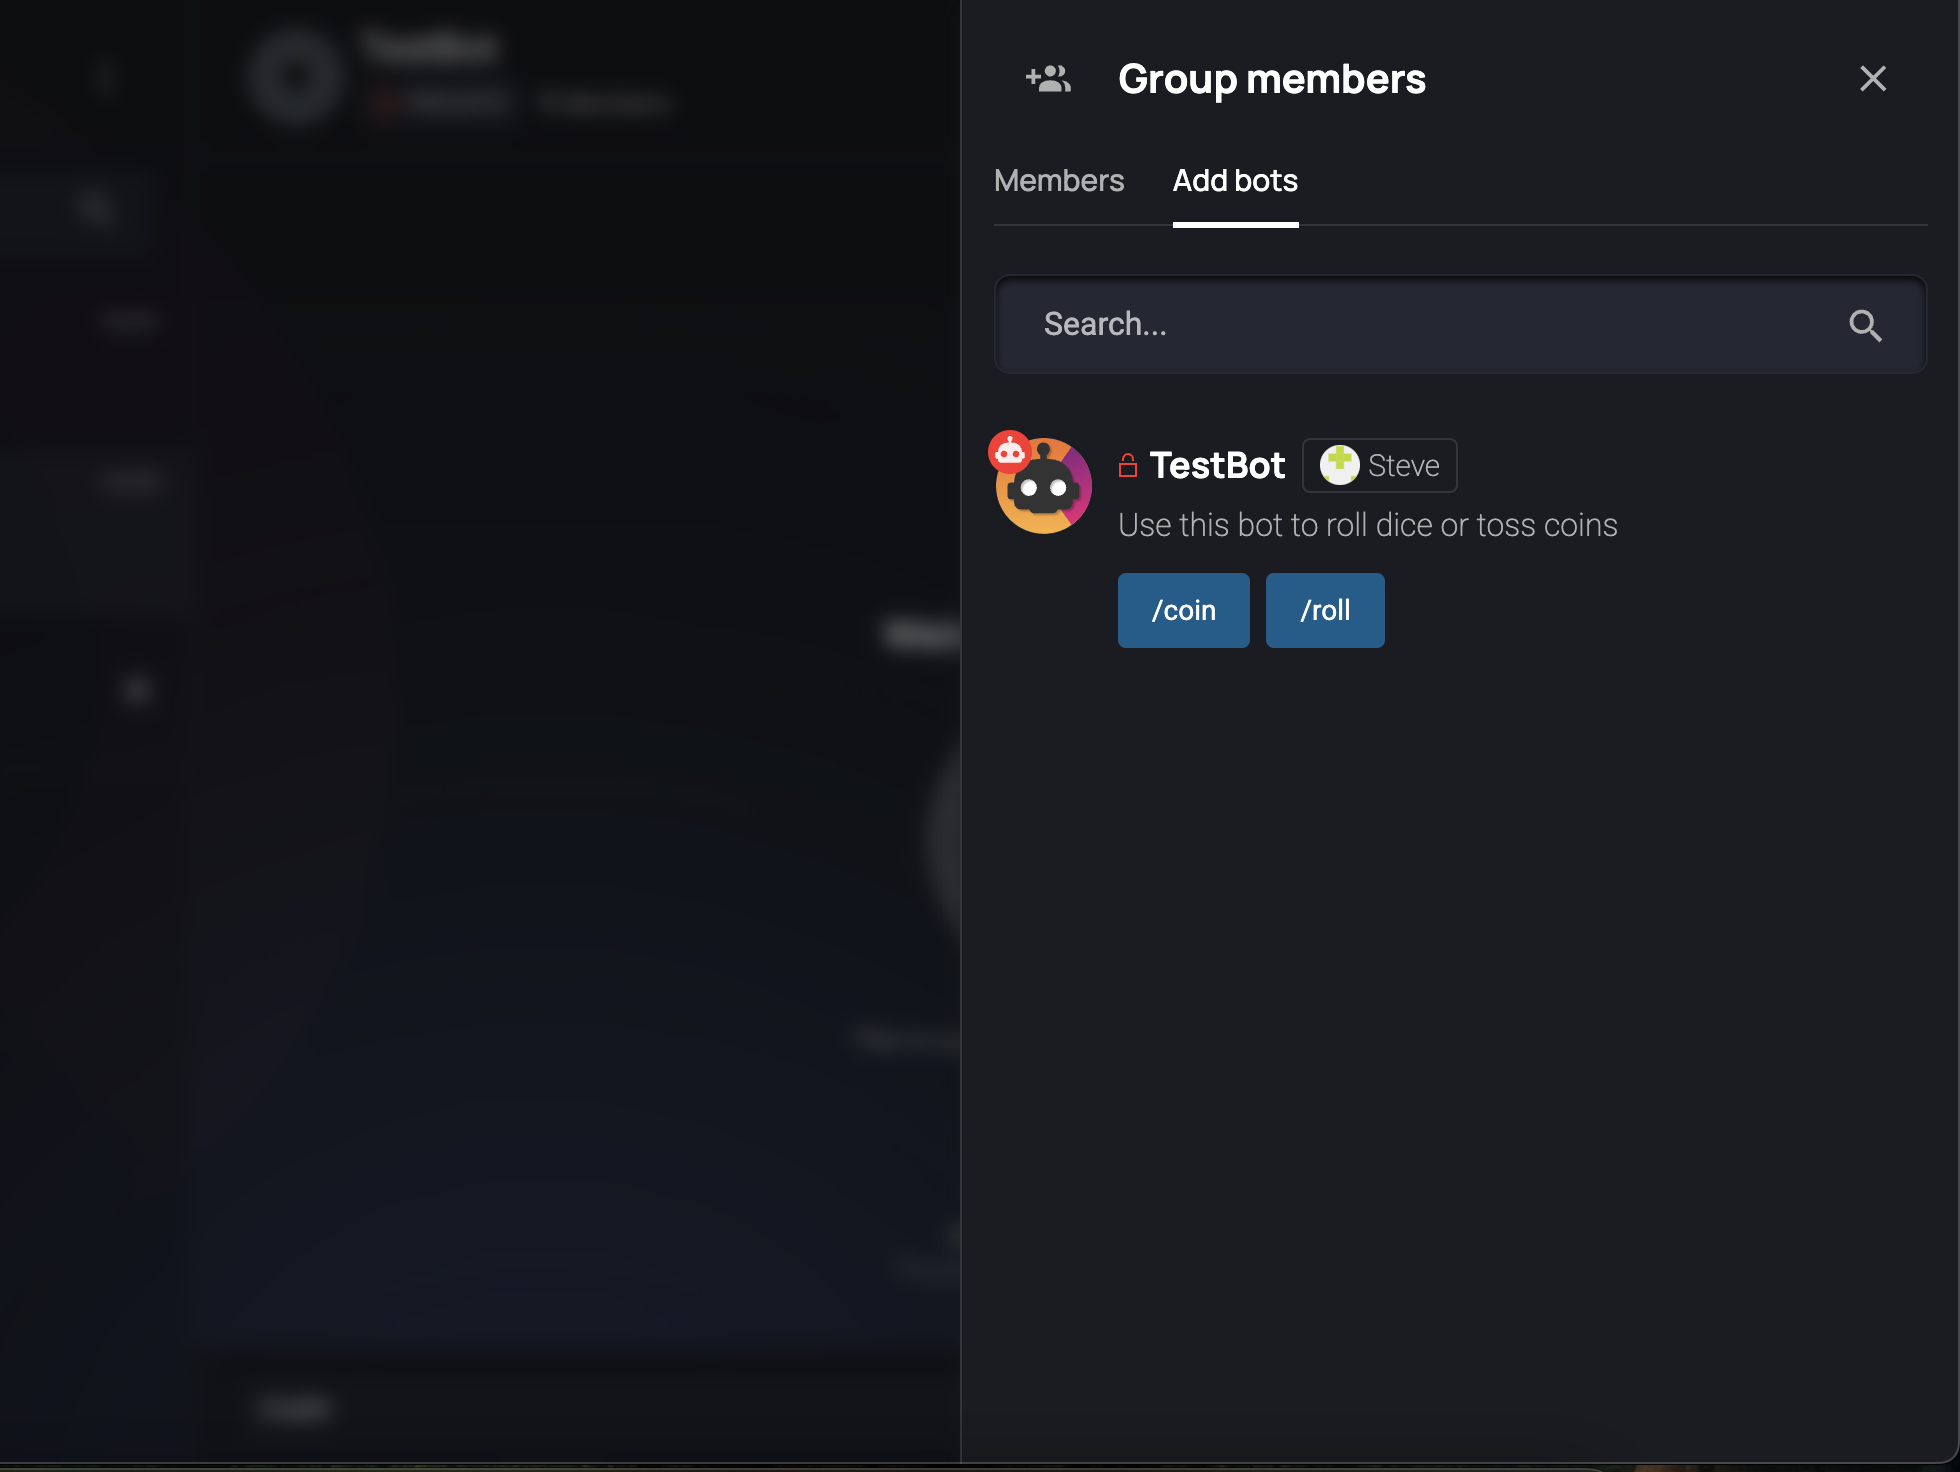 Group members
Members
Add bots
Search...
TestBot
Steve
Use this bot to roll dice or toss coins
/coin
/roll